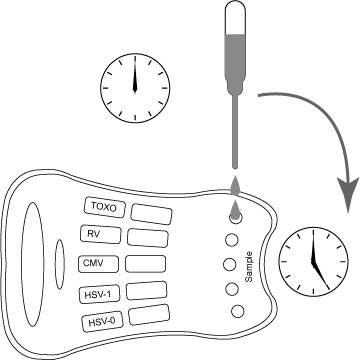 TOXO
RV
CMV
HSV-1
HSV-0
Sample